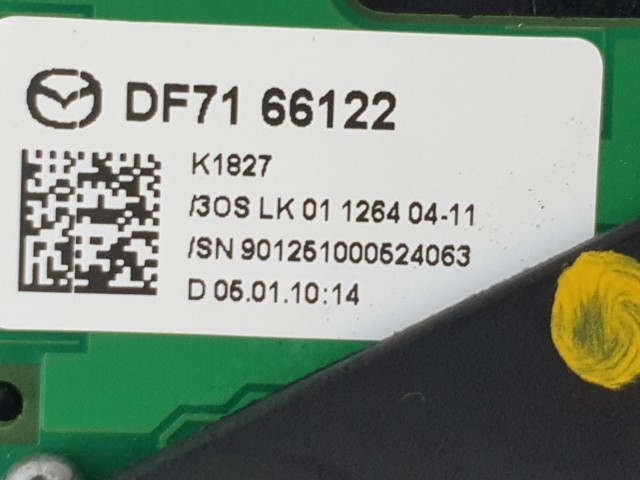 DF71 66122
K1827
/3OS LK 01 1264 04-11
/SN 901251000524063
D 05.01.10:14